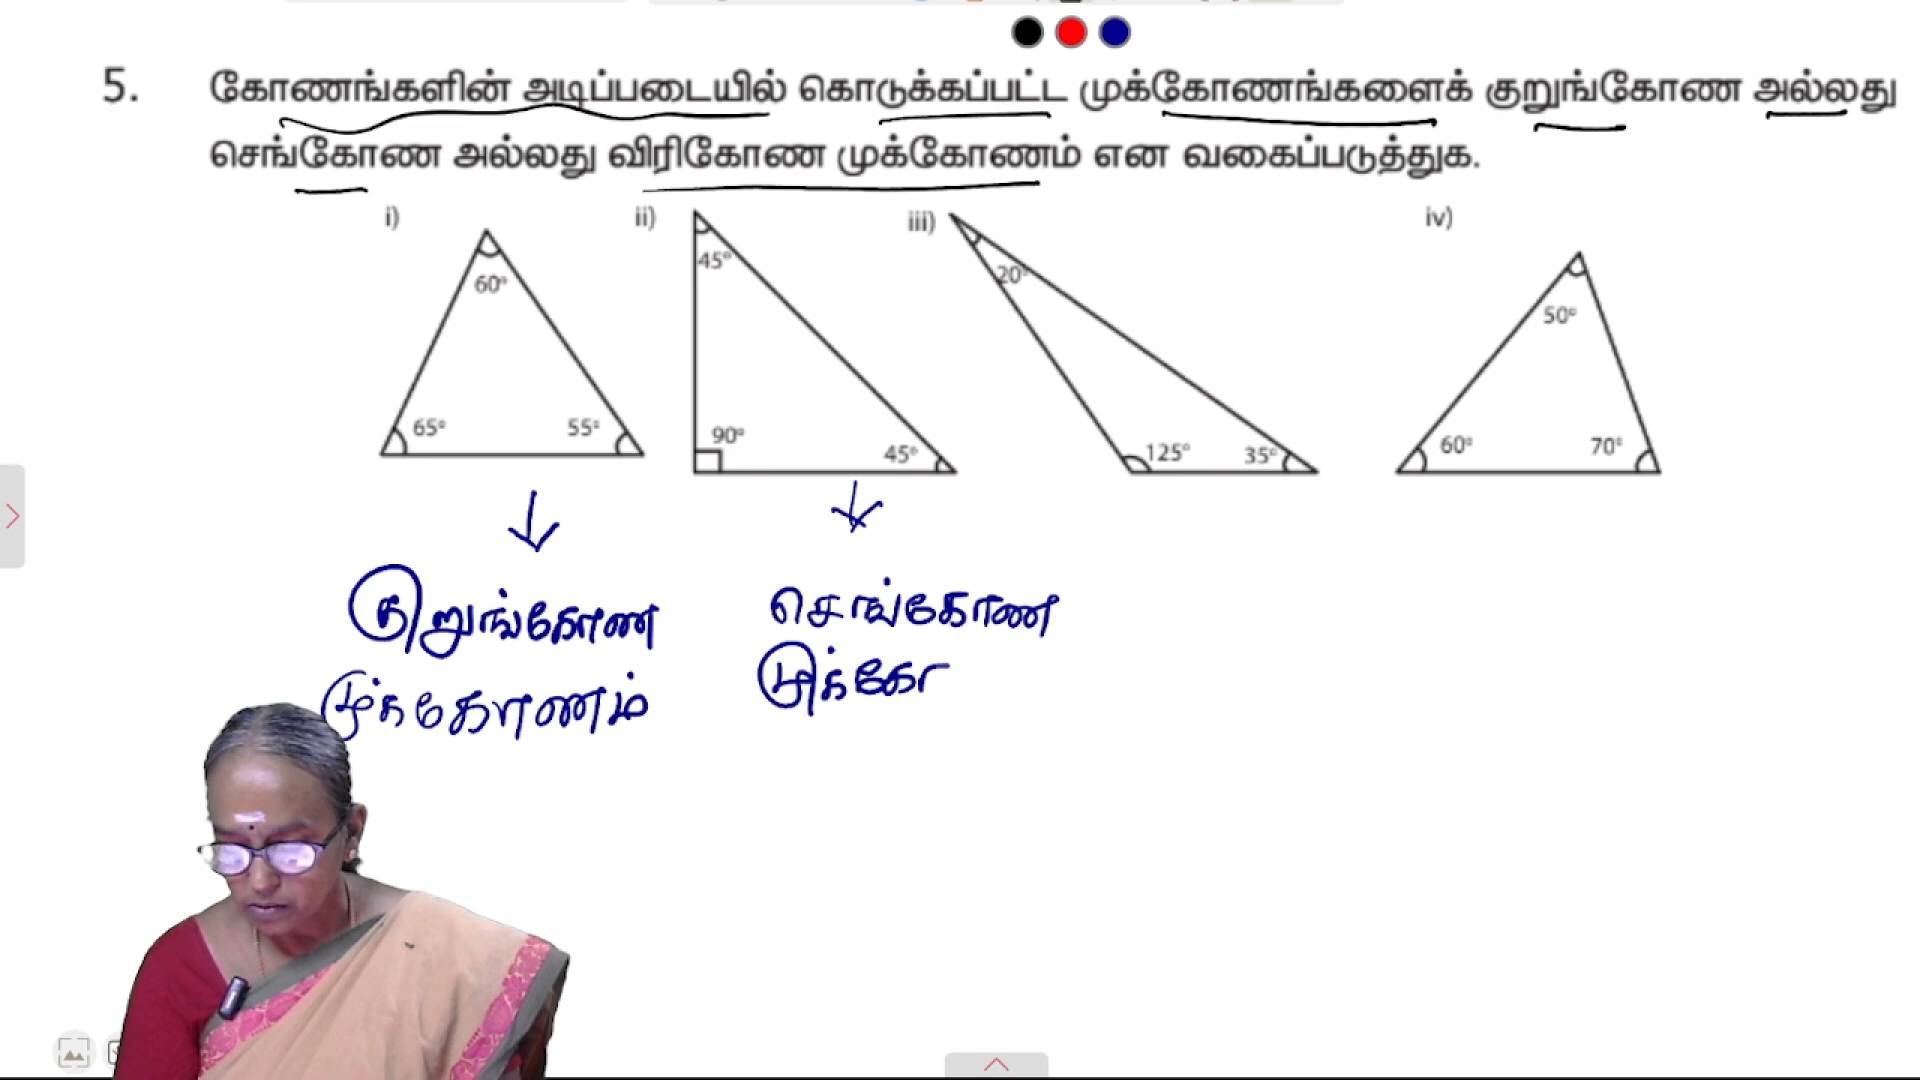 5. கோணங்களின் அடிப்படையில் கொடுக்கப்பட்ட முக்கோணங்களைக் குறுங்கோண அல்லது
செங்கோண அல்லது விரிகோண முக்கோணம் என வகைப்படுத்துக.
i) ii) iii) iv)
60° 45° 20° 50°
65° 55° 90° 45° 125° 35° 60° 70°
குறுங்கோண செங்கோண
முக்கோணம் முக்கோ